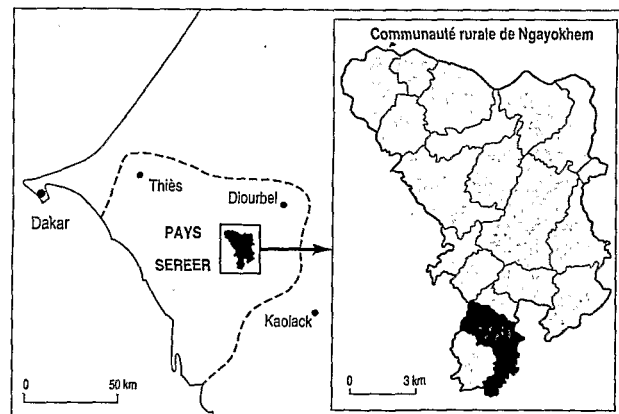 Communauté rurale de Ngayokhem
Thiès
Diourbel
Dakar
PAYS
SEREER
Kaolack
0 50 km
0 3 km